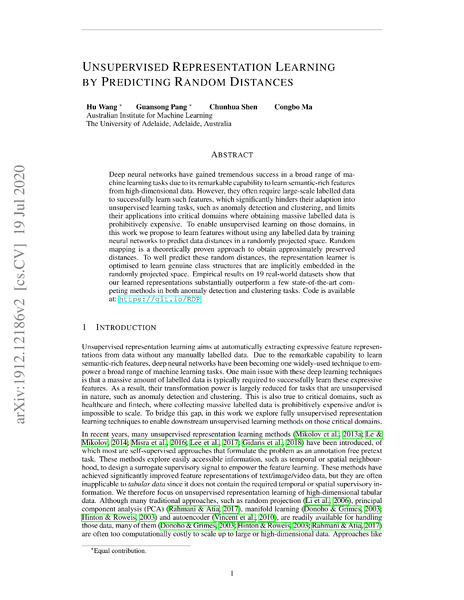 UNSUPERVISED REPRESENTATION LEARNING
BY PREDICTING RANDOM DISTANCES
Hu Wang * Guansong Pang * Chunhua Shen Congbo Ma
Australian Institute for Machine Learning
The University of Adelaide, Adelaide, Australia
ABSTRACT
Deep neural networks have gained tremendous success in a broad range of ma-
chine learning tasks due to its remarkable capability to learn semantic-rich features
from high-dimensional data. However, they often require large-scale labelled data
to successfully learn such features, which significantly hinders their adaption into
unsupervised learning tasks, such as anomaly detection and clustering, and limits
their applications into critical domains where obtaining massive labelled data is
prohibitively expensive. To enable unsupervised learning on those domains, in
this work we propose to learn features without using any labelled data by training
neural networks to predict data distances in a randomly projected space. Random
mapping is a theoretically proven approach to obtain approximately preserved
distances. To well predict these random distances, the representation learner is
optimised to learn genuine class structures that are implicitly embedded in the
randomly projected space. Empirical results on 19 real-world datasets show that
our learned representations substantially outperform a few state-of-the-art com-
peting methods in both anomaly detection and clustering tasks. Code is available
at: https://git.io/RDP
1 INTRODUCTION
Unsupervised representation learning aims at automatically extracting expressive feature represen-
tations from data without any manually labelled data. Due to the remarkable capability to learn
semantic-rich features, deep neural networks have been becoming one widely-used technique to em-
power a broad range of machine learning tasks. One main issue with these deep learning techniques
is that a massive amount of labelled data is typically required to successfully learn these expressive
features. As a result, their transformation power is largely reduced for tasks that are unsupervised
in nature, such as anomaly detection and clustering. This is also true to critical domains, such as
healthcare and fintech, where collecting massive labelled data is prohibitively expensive and/or is
impossible to scale. To bridge this gap, in this work we explore fully unsupervised representation
learning techniques to enable downstream unsupervised learning methods on those critical domains.
In recent years, many unsupervised representation learning methods (Mikolov et al., 2013a; Le &
Mikolov, 2014; Misra et al., 2016; Lee et al., 2017; Gidaris et al., 2018) have been introduced, of
which most are self-supervised approaches that formulate the problem as an annotation free pretext
task. These methods explore easily accessible information, such as temporal or spatial neighbour-
hood, to design a surrogate supervisory signal to empower the feature learning. These methods have
achieved significantly improved feature representations of text/image/video data, but they are often
inapplicable to tabular data since it does not contain the required temporal or spatial supervisory in-
formation. We therefore focus on unsupervised representation learning of high-dimensional tabular
data. Although many traditional approaches, such as random projection (Li et al., 2006), principal
component analysis (PCA) (Rahmani & Atia, 2017), manifold learning (Donoho & Grimes, 2003;
Hinton & Roweis, 2003) and autoencoder (Vincent et al., 2010), are readily available for handling
those data, many of them (Donoho & Grimes, 2003; Hinton & Roweis, 2003; Rahmani & Atia, 2017)
are often too computationally costly to scale up to large or high-dimensional data. Approaches like
*Equal contribution.
1
arXiv:1912.12186v2 [cs.CV] 19 Jul 2020